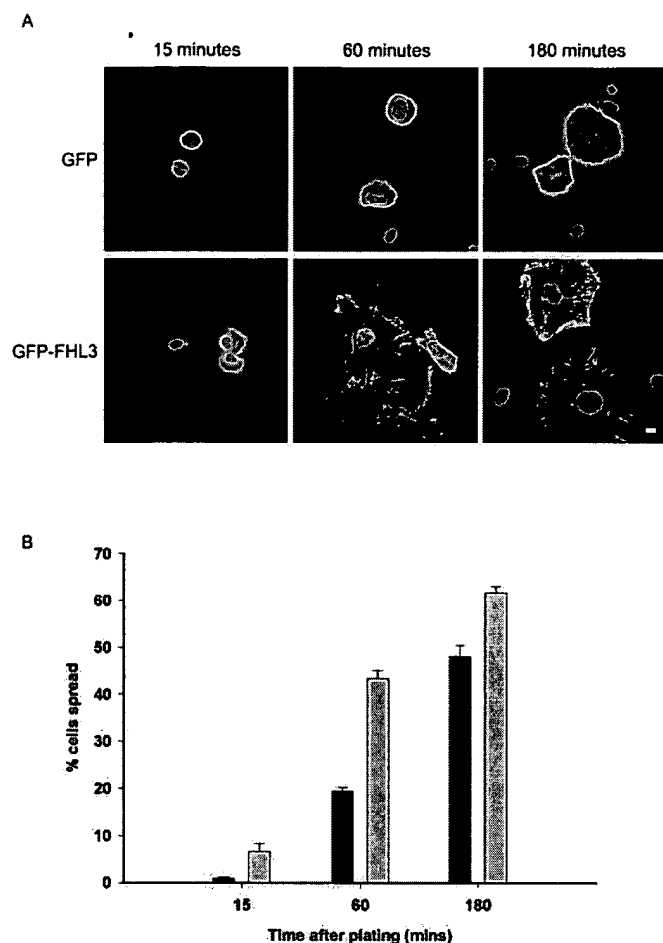 A
15 minutes 60 minutes 180 minutes
GFP
GFP-FHL3
B
70
60
50
40
30
20
10
0
% cells spread
15 60 180
Time after plating (mins)